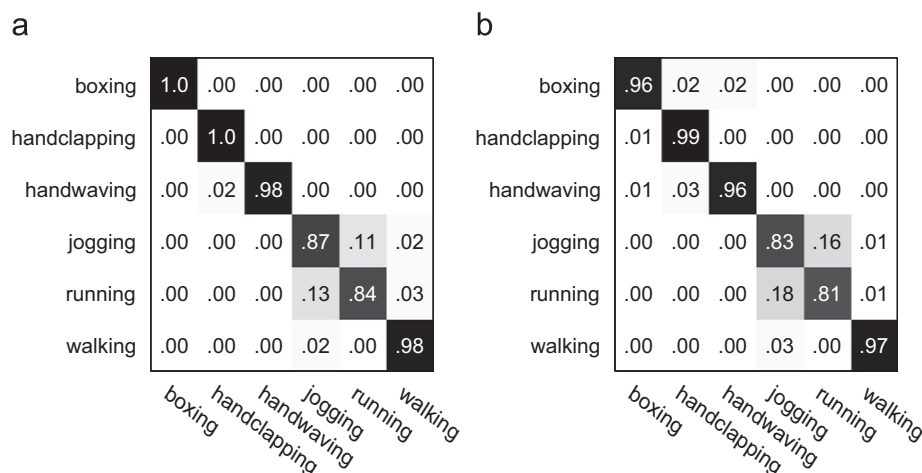 a
boxing 1.0 .00 .00 .00 .00 .00
handclapping .00 1.0 .00 .00 .00 .00
handwaving .00 .02 .98 .00 .00 .00
jogging .00 .00 .00 .87 .11 .02
running .00 .00 .00 .13 .84 .03
walking .00 .00 .00 .02 .00 .98
boxing handclapping handwaving jogging running walking
b
boxing .96 .02 .02 .00 .00 .00
handclapping .01 .99 .00 .00 .00 .00
handwaving .01 .03 .96 .00 .00 .00
jogging .00 .00 .00 .83 .16 .01
running .00 .00 .00 .18 .81 .01
walking .00 .00 .00 .03 .00 .97
boxing handclapping handwaving jogging running walking